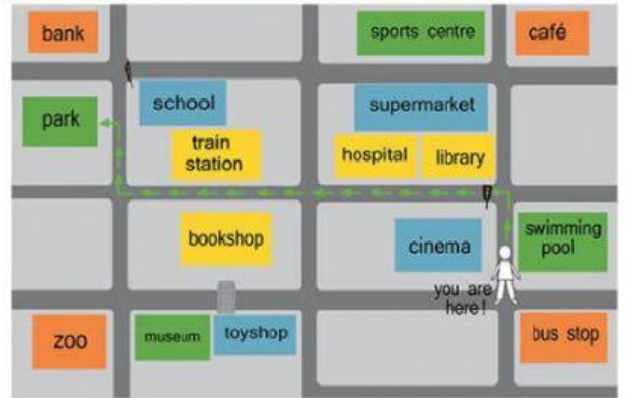 bank
sports centre
café
school
supermarket
park
train
station
hospital
library
bookshop
cinema
swimming
pool
you are
here!
zoo
museum
toyshop
bus stop